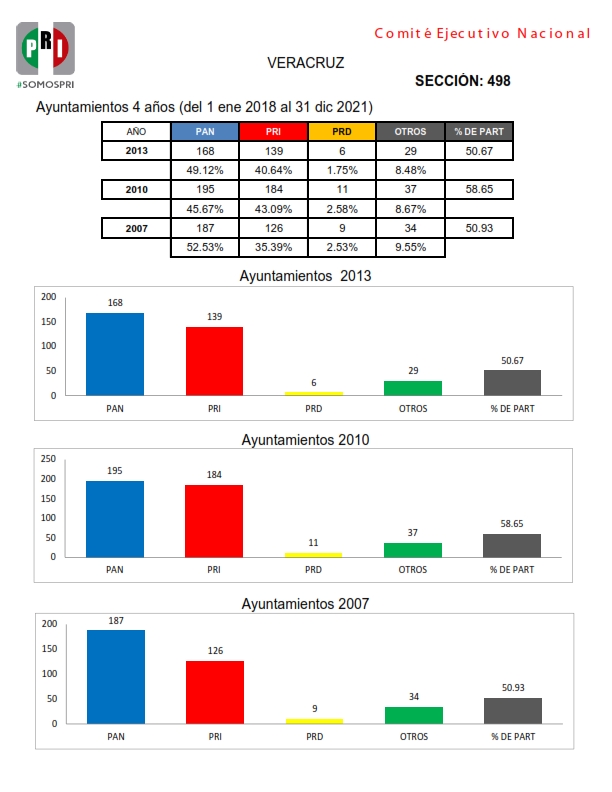 Comité Ejecutivo Nacional
PRI
#SOMOSPRI
VERACRUZ
SECCIÓN: 498
Ayuntamientos 4 años (del 1 ene 2018 al 31 dic 2021)
AÑO PAN PRI PRD OTROS % DE PART
2013 168 139 6 29 50.67
49.12% 40.64% 1.75% 8.48%
2010 195 184 11 37 58.65
45.67% 43.09% 2.58% 8.67%
2007 187 126 9 34 50.93
52.53% 35.39% 2.53% 9.55%
Ayuntamientos 2013
200
150
100
50
0
168
139
6
29
50.67
PAN PRI PRD OTROS % DE PART
Ayuntamientos 2010
250
200
150
100
50
0
195
184
11
37
58.65
PAN PRI PRD OTROS % DE PART
Ayuntamientos 2007
200
150
100
50
0
187
126
9
34
50.93
PAN PRI PRD OTROS % DE PART